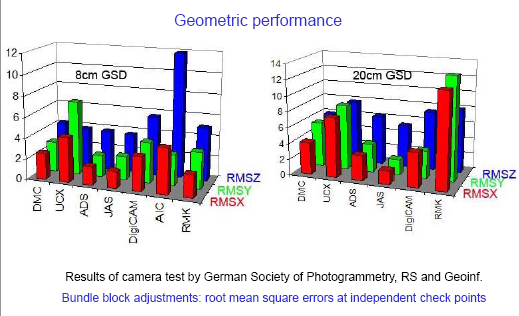 Geometric performance
12
10
8
6
4
2
0
8cm GSD
DMC
UCX
ADS
JAS
DigiCAM
AIC
RMK
RMSZ
RMSY
RMSX
14
12
10
8
6
4
2
0
20cm GSD
DMC
UCX
ADS
JAS
DigiCAM
RMK
RMSZ
RMSY
RMSX
Results of camera test by German Society of Photogrammetry, RS and Geoinf.
Bundle block adjustments: root mean square errors at independent check points